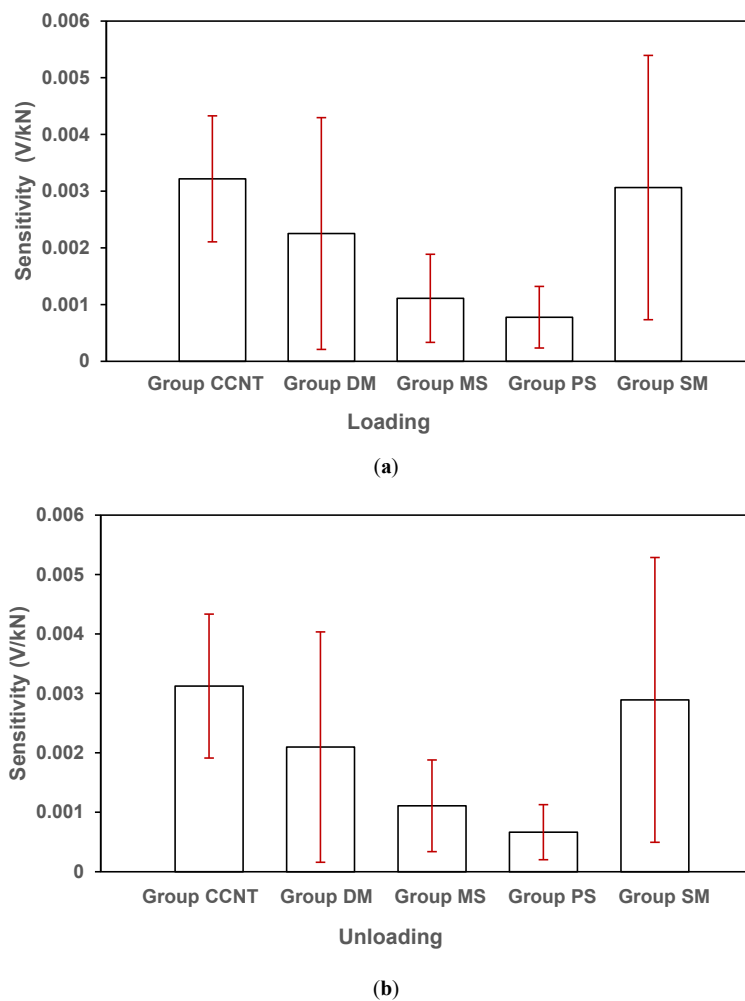 0.006
0.005
0.004
0.003
0.002
0.001
0
Sensitivity (V/kN)
Group CCNT Group DM Group MS Group PS Group SM
Loading
(a)
0.006
0.005
0.004
0.003
0.002
0.001
0
Sensitivity (V/kN)
Group CCNT Group DM Group MS Group PS Group SM
Unloading
(b)